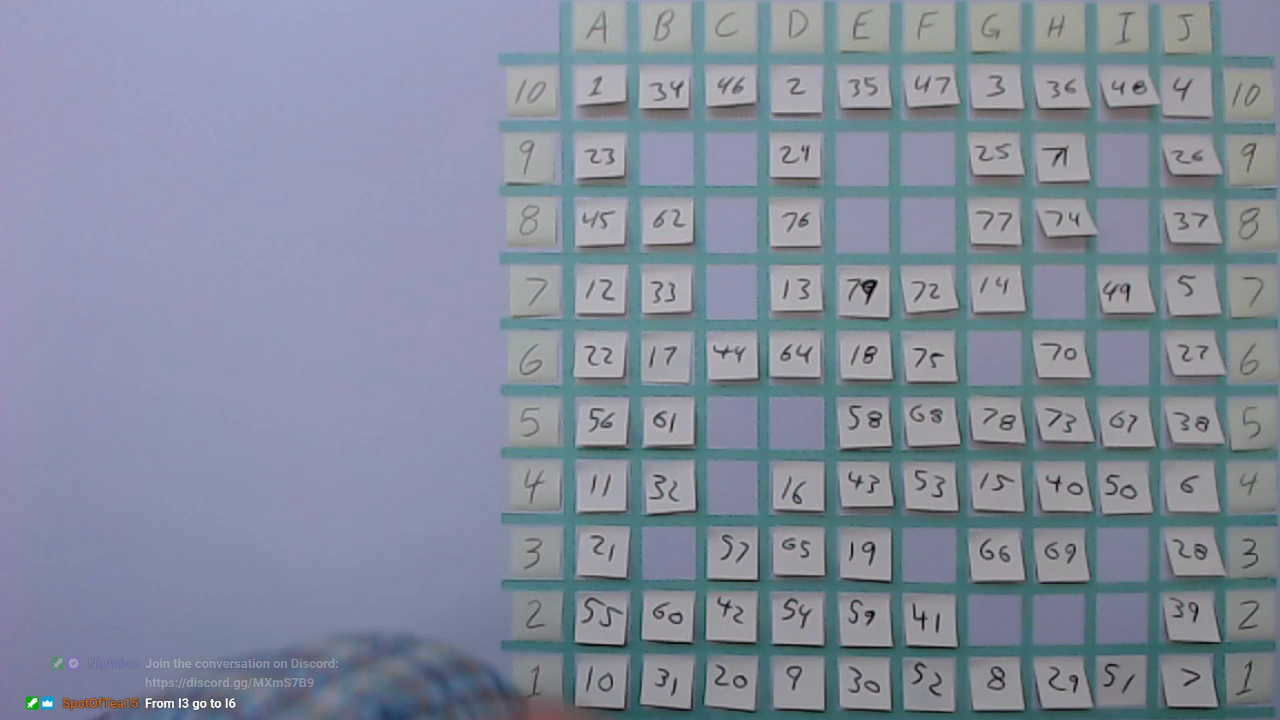 A B C D E F G H I J
10 1 34 46 2 35 47 3 36 48 4 10
9 23 24 25 71 26 9
8 45 62 76 77 74 37 8
7 12 33 13 79 72 14 49 5 7
6 22 17 44 64 18 75 70 27 6
5 56 61 58 68 78 73 67 38 5
4 11 32 16 43 53 15 40 50 6 4
3 21 57 65 19 66 69 28 3
2 55 60 42 54 59 41 39 2
1 10 31 20 9 30 52 8 29 51 7 1
Nightbot Join the conversation on Discord:
https://discord.gg/MXmS7B9
SpotOfTea15 From I3 go to I6